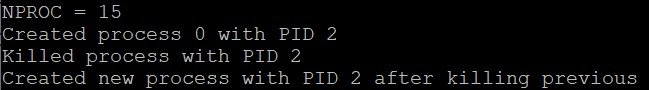 NPROC = 15
Created process 0 with PID 2
Killed process with PID 2
Created new process with PID 2 after killing previous